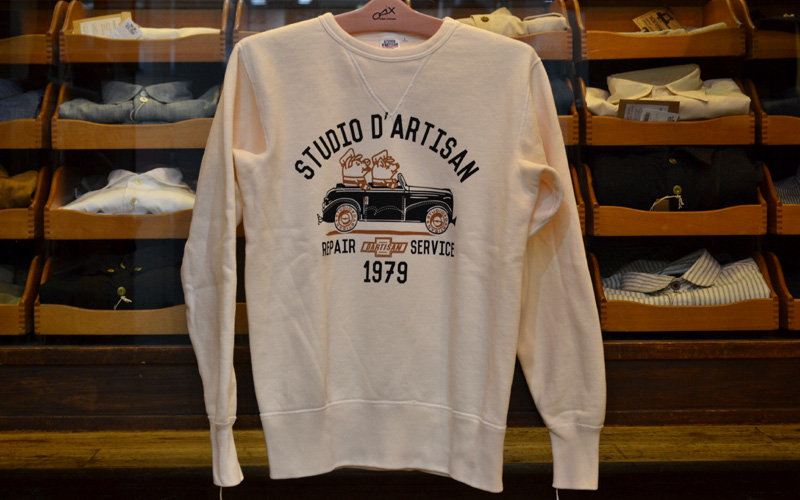 STUDIO D'ARTISAN
REPAIR D'ARTISAN SERVICE
1979